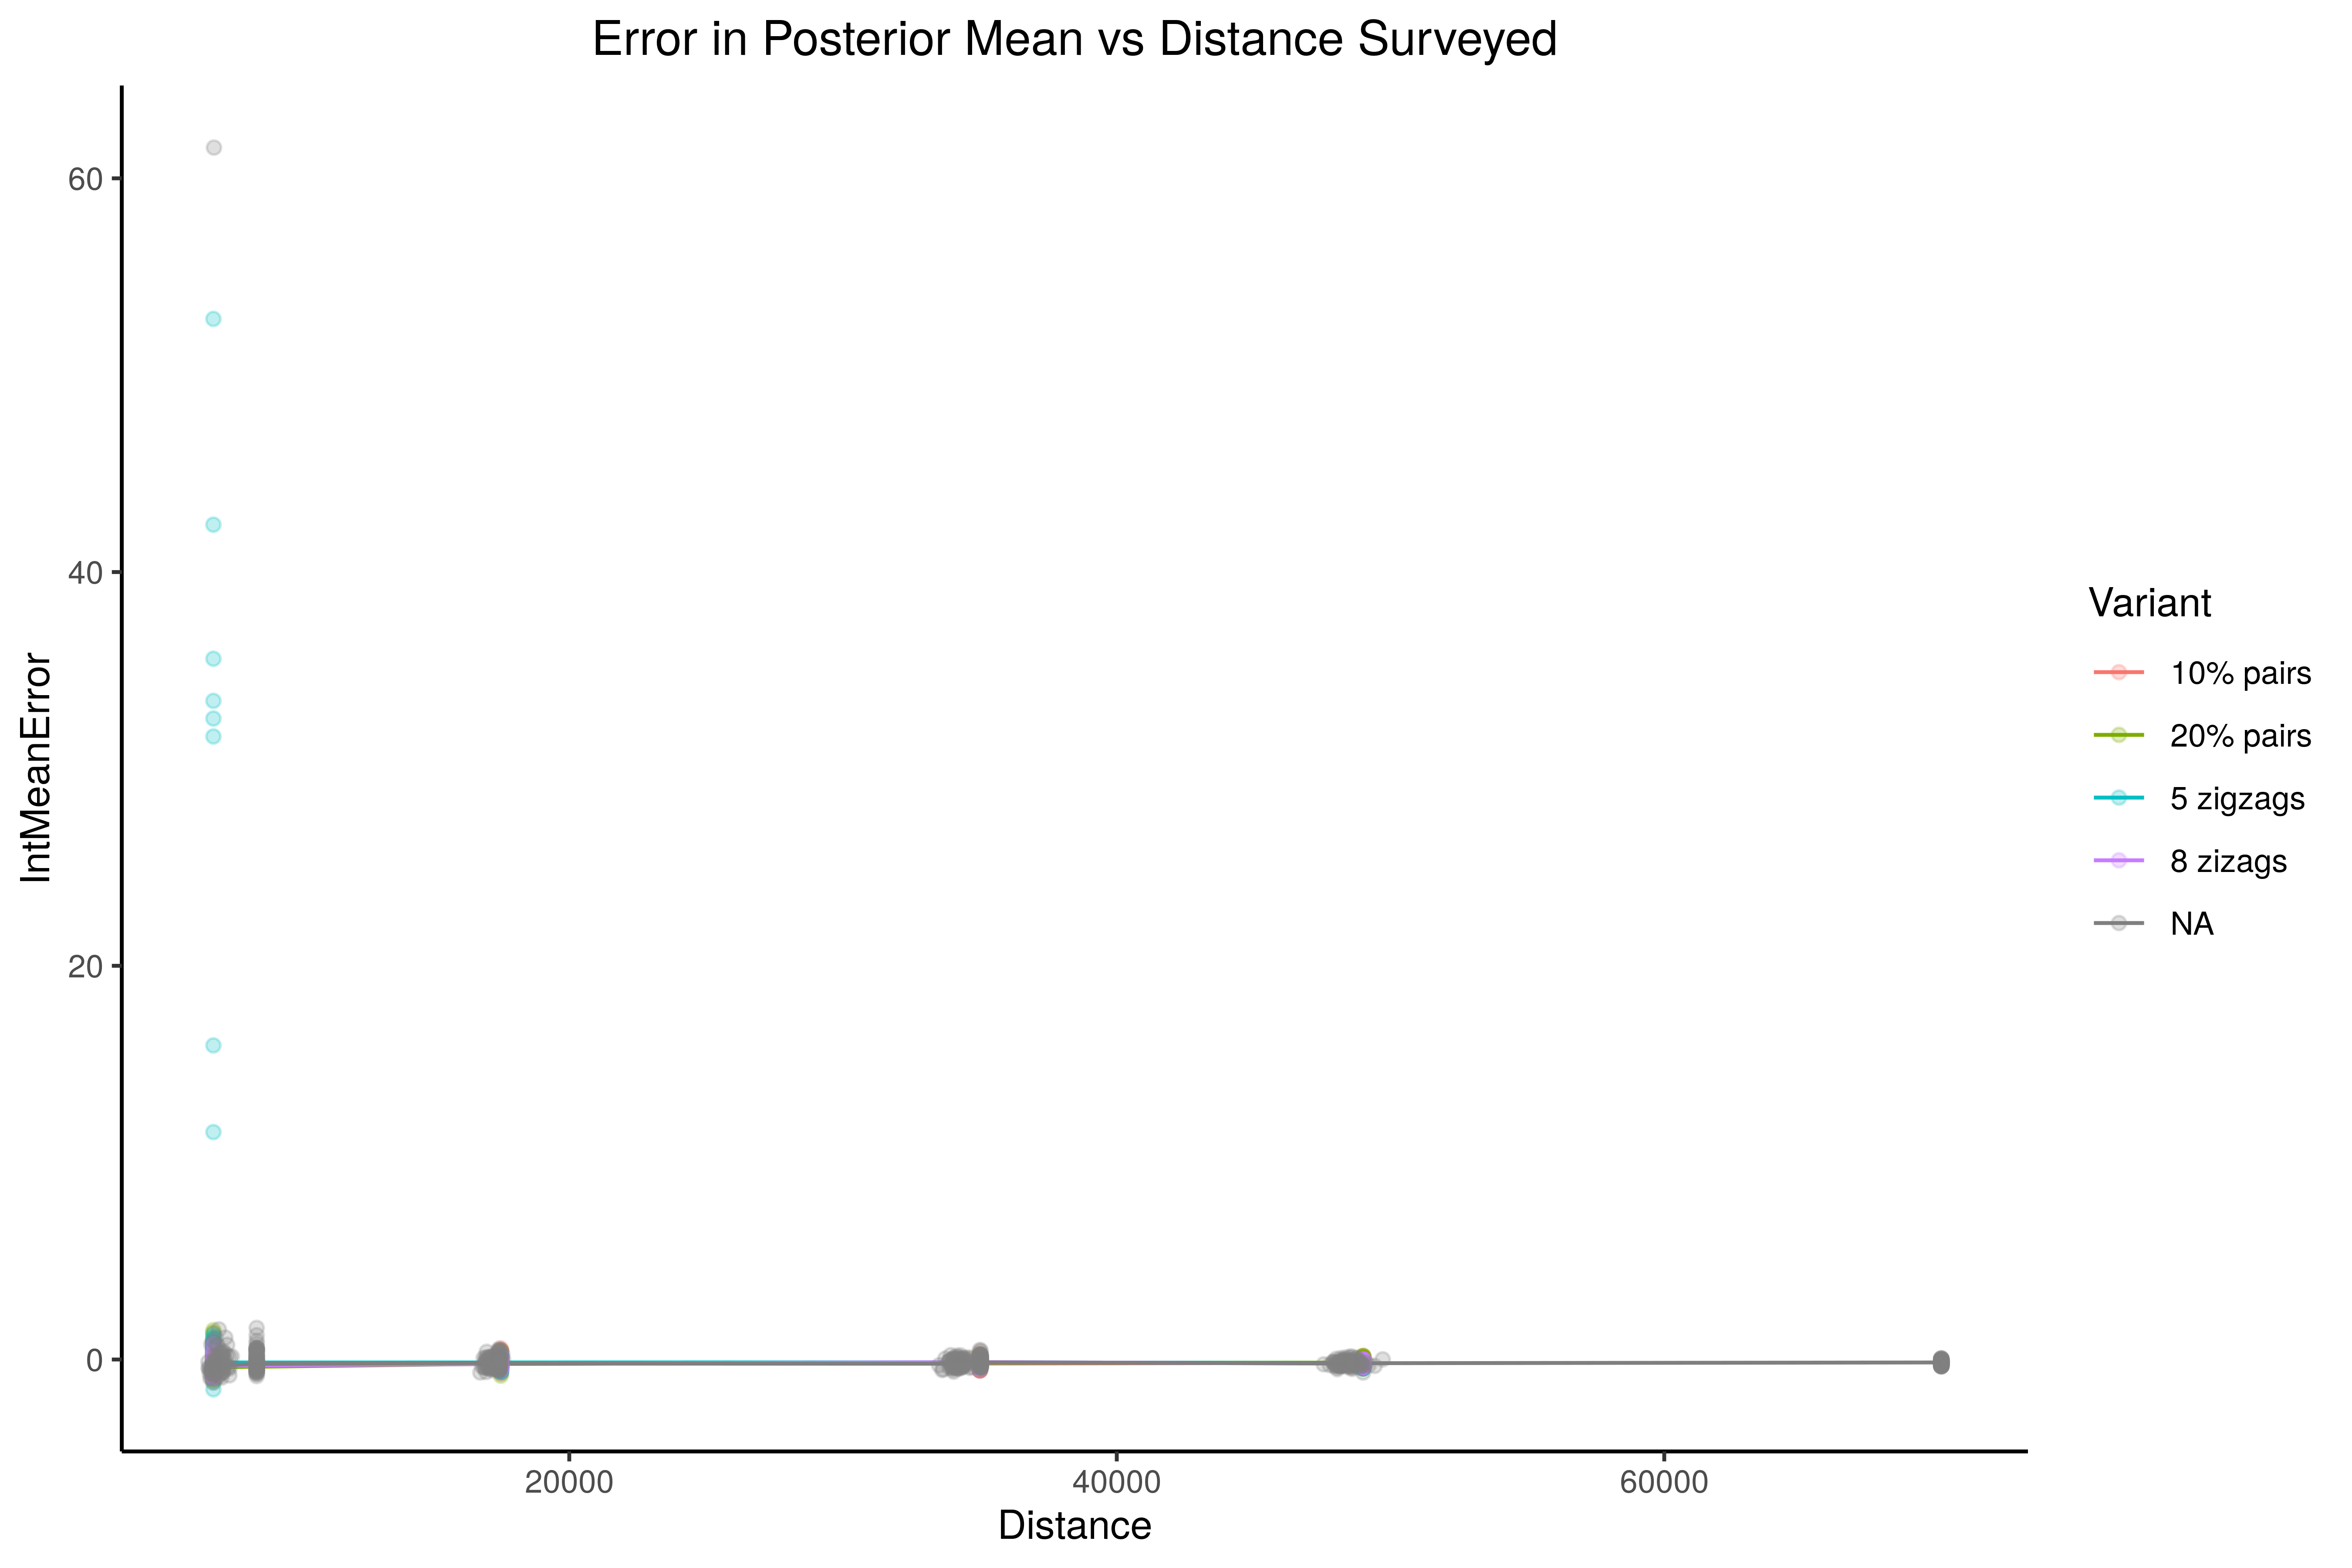 Error in Posterior Mean vs Distance Surveyed
IntMeanError
60
40
20
0
20000
40000
60000
Distance
Variant
10% pairs
20% pairs
5 zigzags
8 zizags
NA